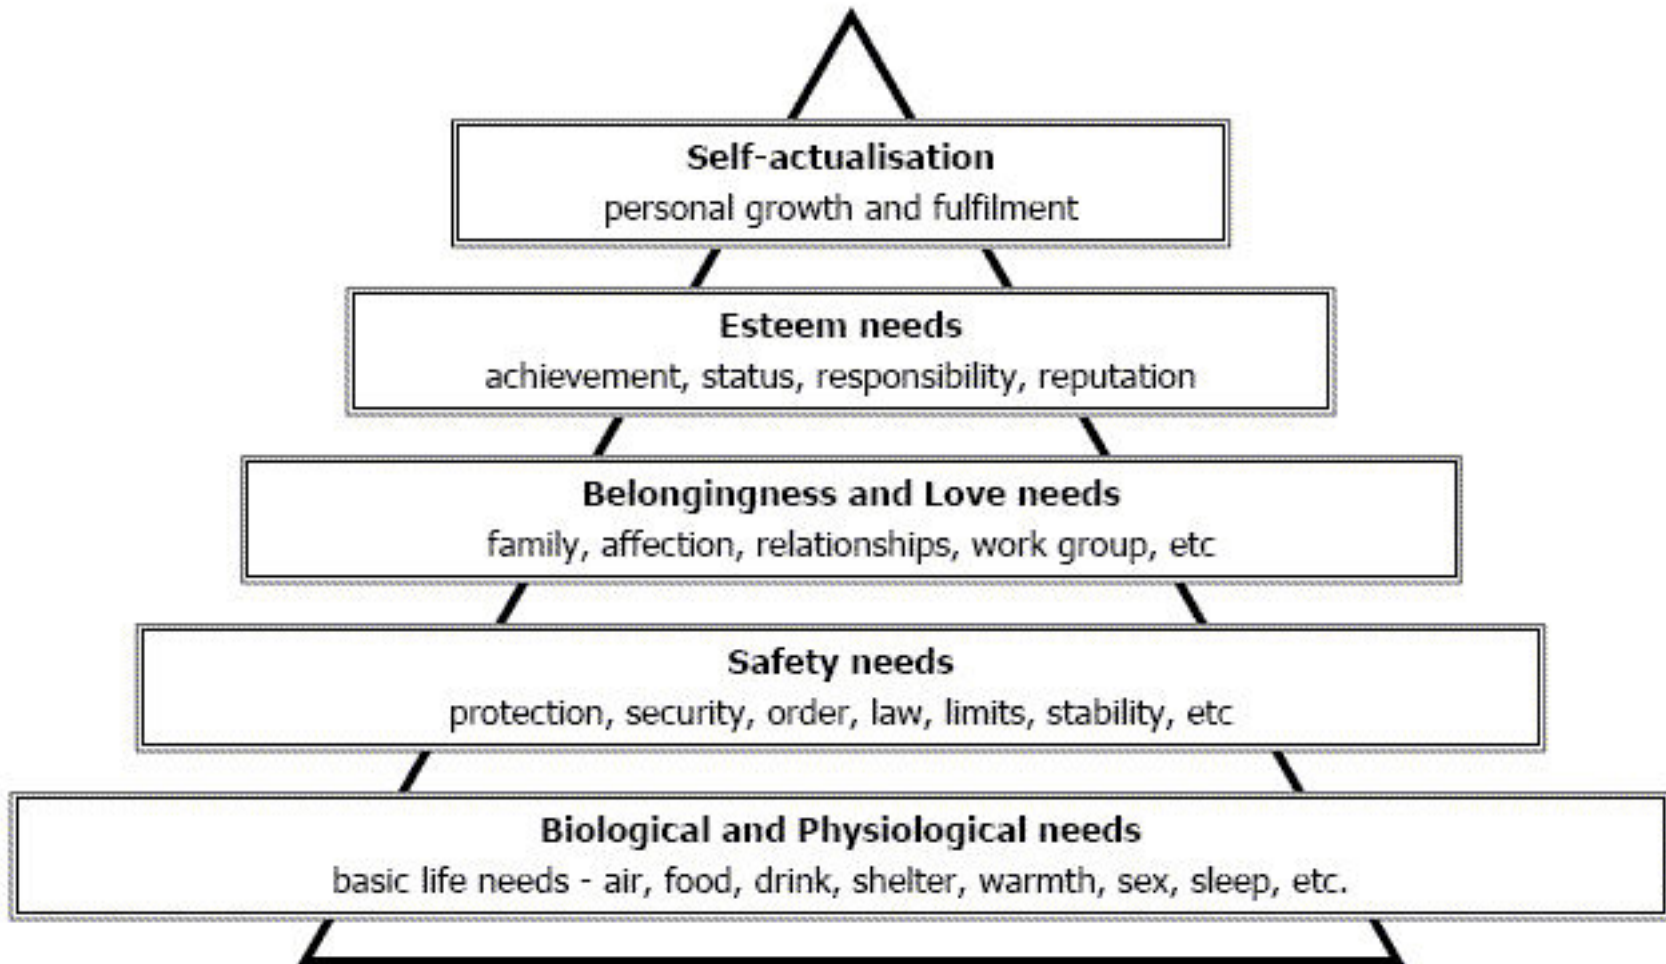 Self-actualisation
personal growth and fulfilment
Esteem needs
achievement, status, responsibility, reputation
Belongingness and Love needs
family, affection, relationships, work group, etc
Safety needs
protection, security, order, law, limits, stability, etc
Biological and Physiological needs
basic life needs - air, food, drink, shelter, warmth, sex, sleep, etc.